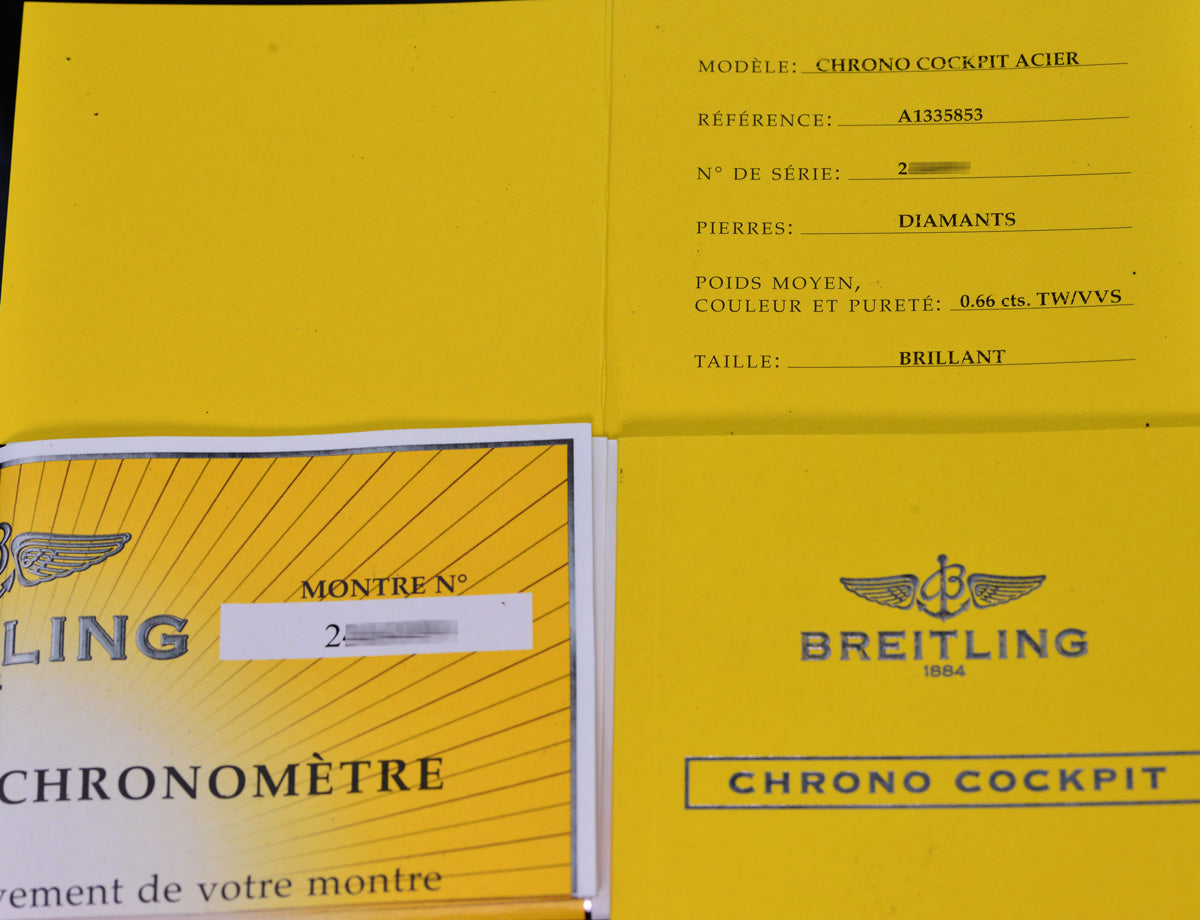 MODÈLE: CHRONO COCKPIT ACIER
RÉFÉRENCE: A1335853
N° DE SÉRIE: 2
PIERRES: DIAMANTS
POIDS MOYEN,
COULEUR ET PURETÉ: 0.66 cts. TW/VVS
TAILLE: BRILLANT
LING
MONTRE N°
2
CHRONOMÈTRE
vement de votre montre
B
BREITLING
1884
CHRONO COCKPIT